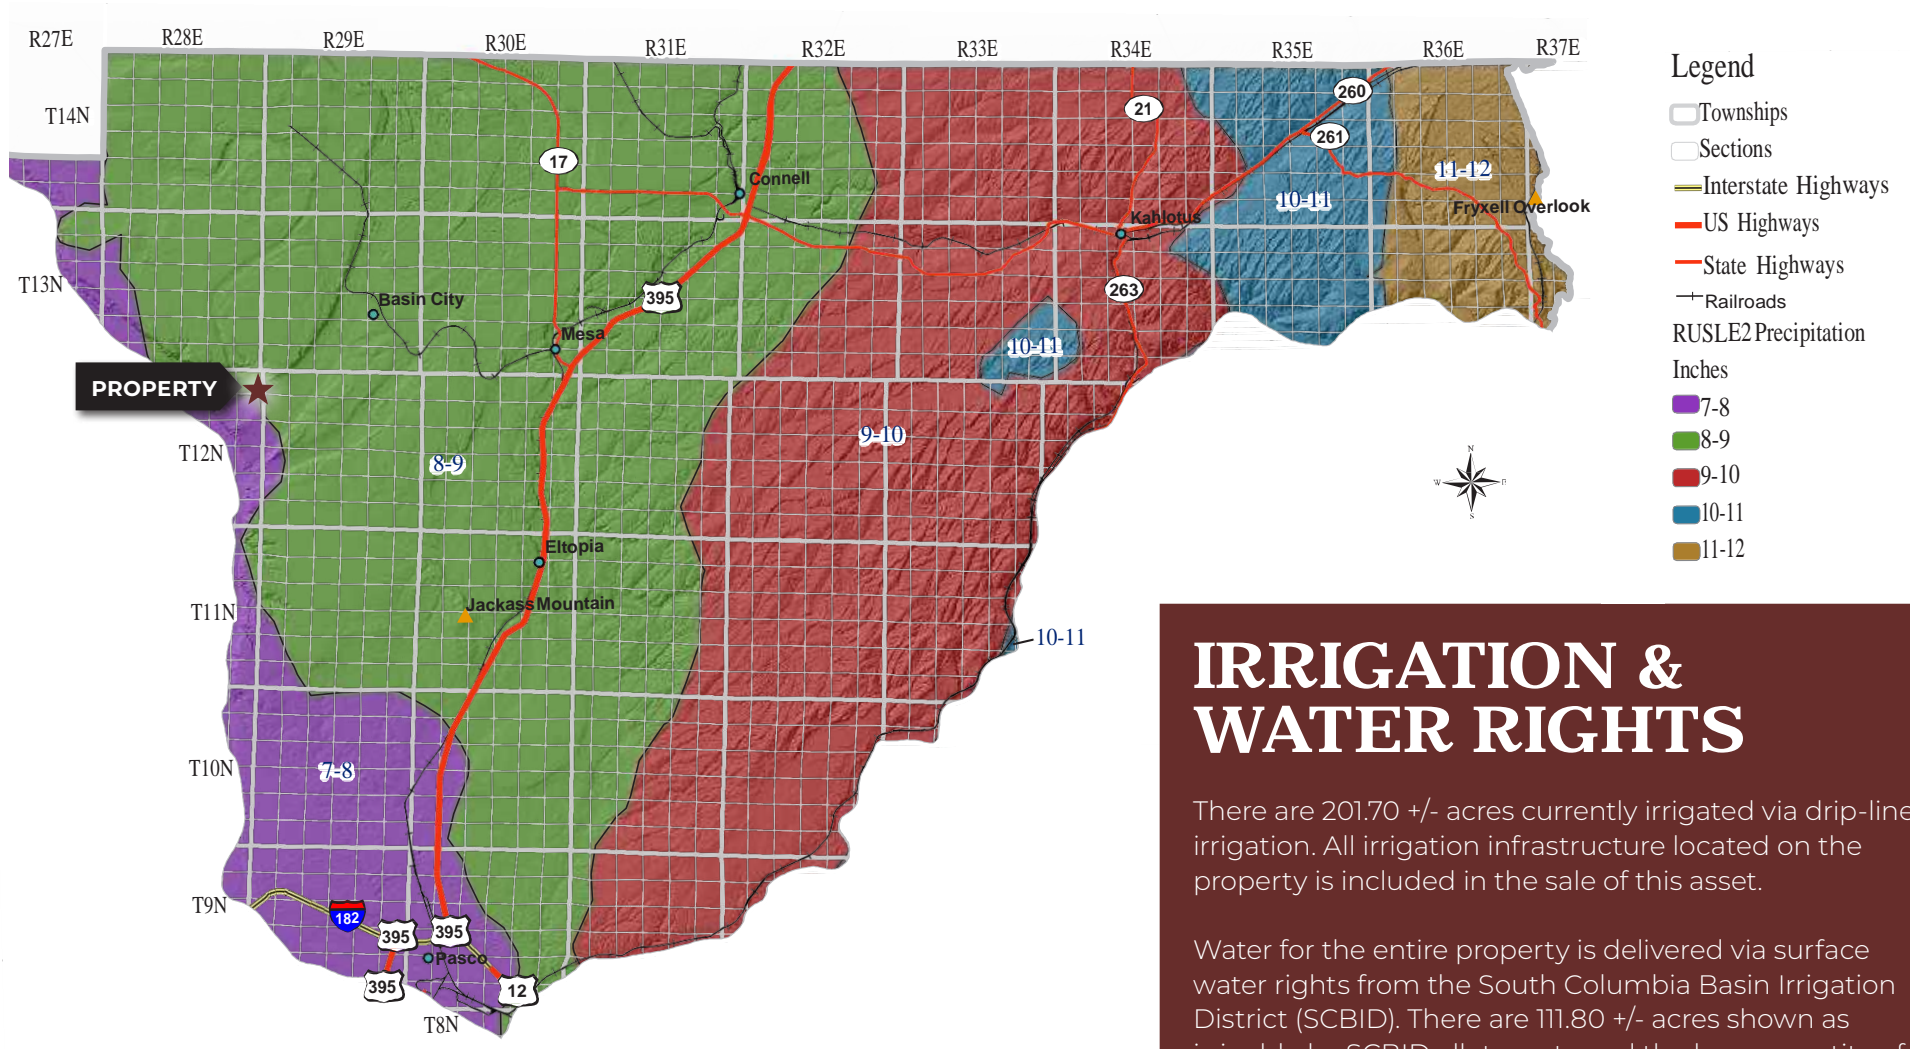 R27E
R28E
R29E
R30E
R31E
R32E
R33E
R34E
R35E
R36E
R37E
T14N
T13N
T12N
T11N
T10N
T9N
T8N
17
21
260
261
263
395
182
395
395
395
12
Connell
Kahlotus
Fryxell Overlook
Basin City
Mesa
Eltopia
Jackass Mountain
Pasco
PROPERTY
11-12
10-11
10-11
9-10
8-9
10-11
7-8
N
W E
S
Legend
Townships
Sections
Interstate Highways
US Highways
State Highways
Railroads
RUSLE2 Precipitation
Inches
7-8
8-9
9-10
10-11
11-12
IRRIGATION &
WATER RIGHTS
There are 201.70 +/- acres currently irrigated via drip-line
irrigation. All irrigation infrastructure located on the
property is included in the sale of this asset.
Water for the entire property is delivered via surface
water rights from the South Columbia Basin Irrigation
District (SCBID). There are 111.80 +/- acres shown as